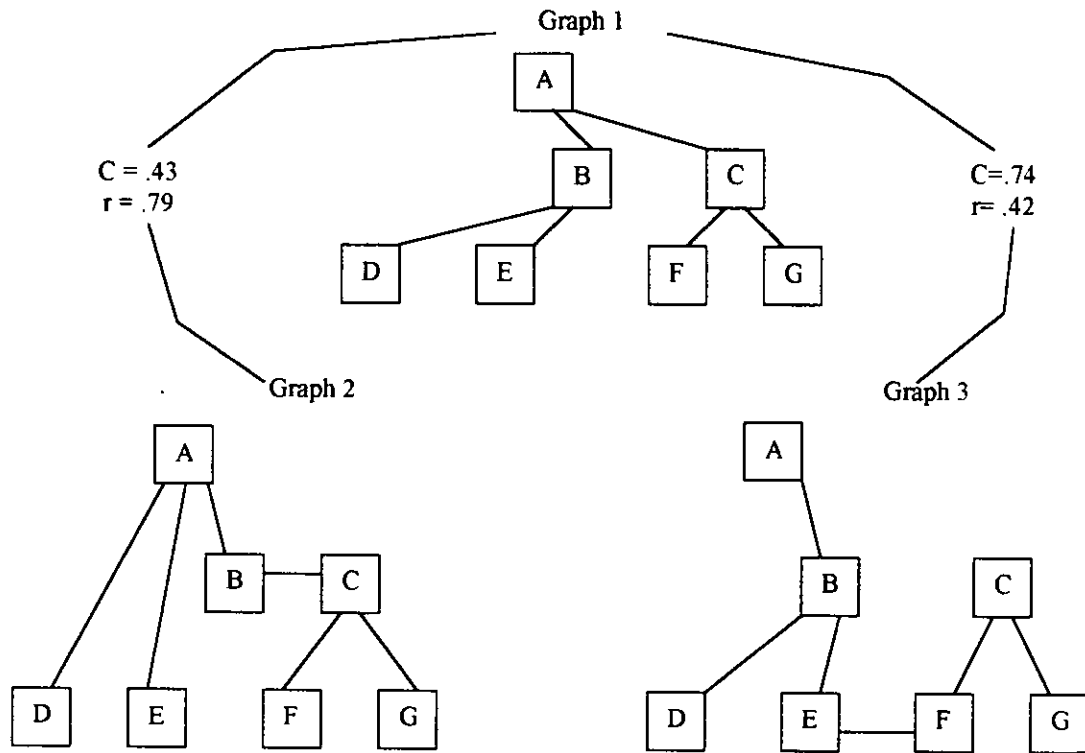 Graph 1
A
B C
D E F G
C = .43
r = .79
C=.74
r= .42
Graph 2
A
B C
D E F G
Graph 3
A
B C
D E F G